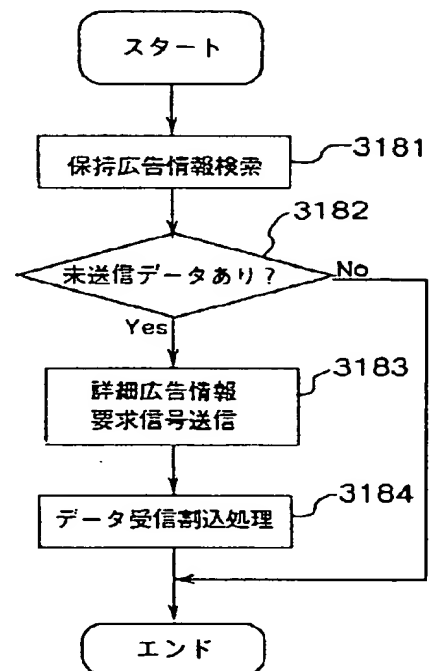 スタート
保持広告情報検索
3181
3182
未送信データあり?
No
Yes
詳細広告情報
要求信号送信
3183
データ受信割込処理
3184
エンド